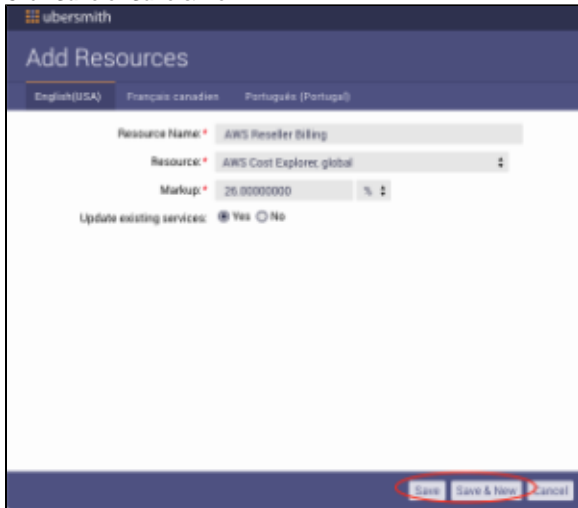 ubersmith
Add Resources
English(USA) Français canadien Português (Portugal)
Resource Name:* AWS Reseller Billing
Resource:* AWS Cost Explorer, global
Markup:* 26.00000000 %
Update existing services: Yes No
Save Save & New Cancel